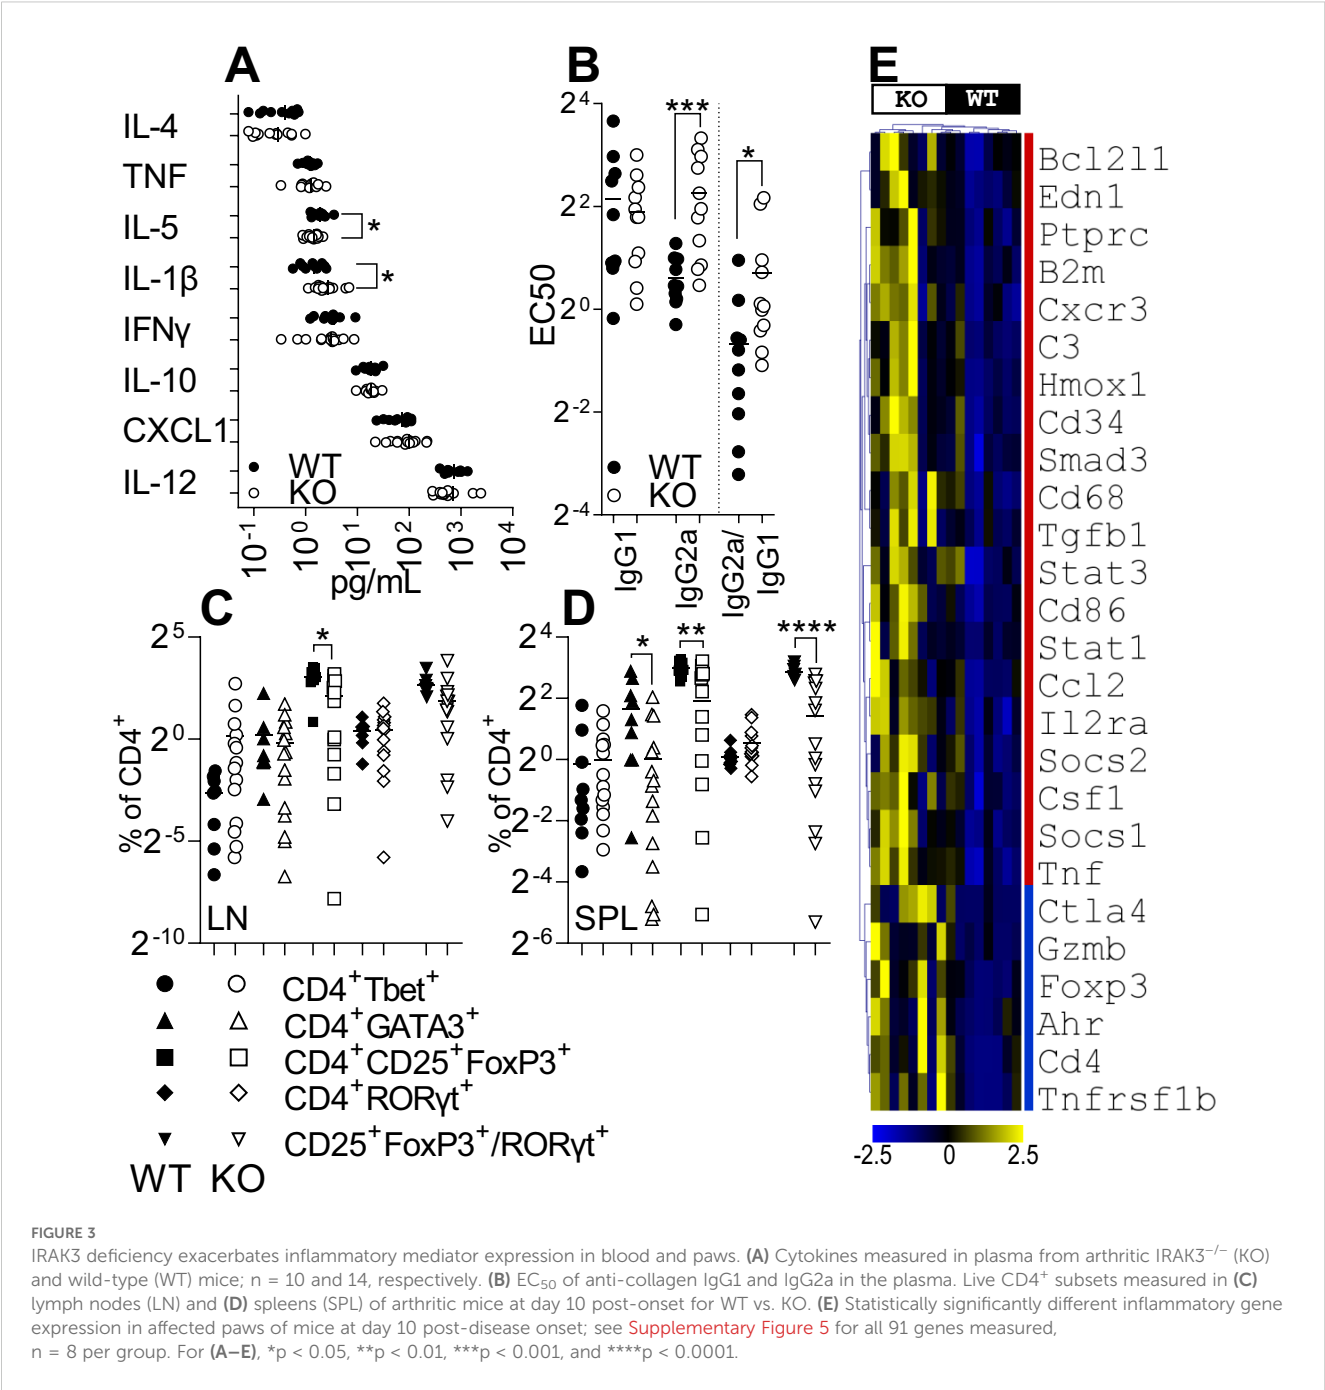 A
IL-4
TNF
IL-5
*
IL-1β
*
IFNγ
IL-10
CXCL1
IL-12
WT
KO
10-1
100
101
102
103
104
pg/mL
B
EC50
24
22
20
2-2
2-4
***
*
WT
KO
IgG1
IgG2a
IgG2a/
IgG1
C
% of CD4+
25
20
2-5
2-10
*
LN
D
% of CD4+
24
22
20
2-2
2-4
2-6
*
**
****
SPL
CD4+Tbet+
CD4+GATA3+
CD4+CD25+FoxP3+
CD4+RORγt+
CD25+FoxP3+/RORγt+
WT KO
E
KO WT
Bcl2l1
Edn1
Ptprc
B2m
Cxcr3
C3
Hmox1
Cd34
Smad3
Cd68
Tgfb1
Stat3
Cd86
Stat1
Ccl2
Il2ra
Socs2
Csf1
Socs1
Tnf
Ctla4
Gzmb
Foxp3
Ahr
Cd4
Tnfrsf1b
-2.5 0 2.5
FIGURE 3
IRAK3 deficiency exacerbates inflammatory mediator expression in blood and paws. (A) Cytokines measured in plasma from arthritic IRAK3−/− (KO)
and wild-type (WT) mice; n = 10 and 14, respectively. (B) EC50 of anti-collagen IgG1 and IgG2a in the plasma. Live CD4+ subsets measured in (C)
lymph nodes (LN) and (D) spleens (SPL) of arthritic mice at day 10 post-onset for WT vs. KO. (E) Statistically significantly different inflammatory gene
expression in affected paws of mice at day 10 post-disease onset; see Supplementary Figure 5 for all 91 genes measured,
n = 8 per group. For (A–E), *p < 0.05, **p < 0.01, ***p < 0.001, and ****p < 0.0001.